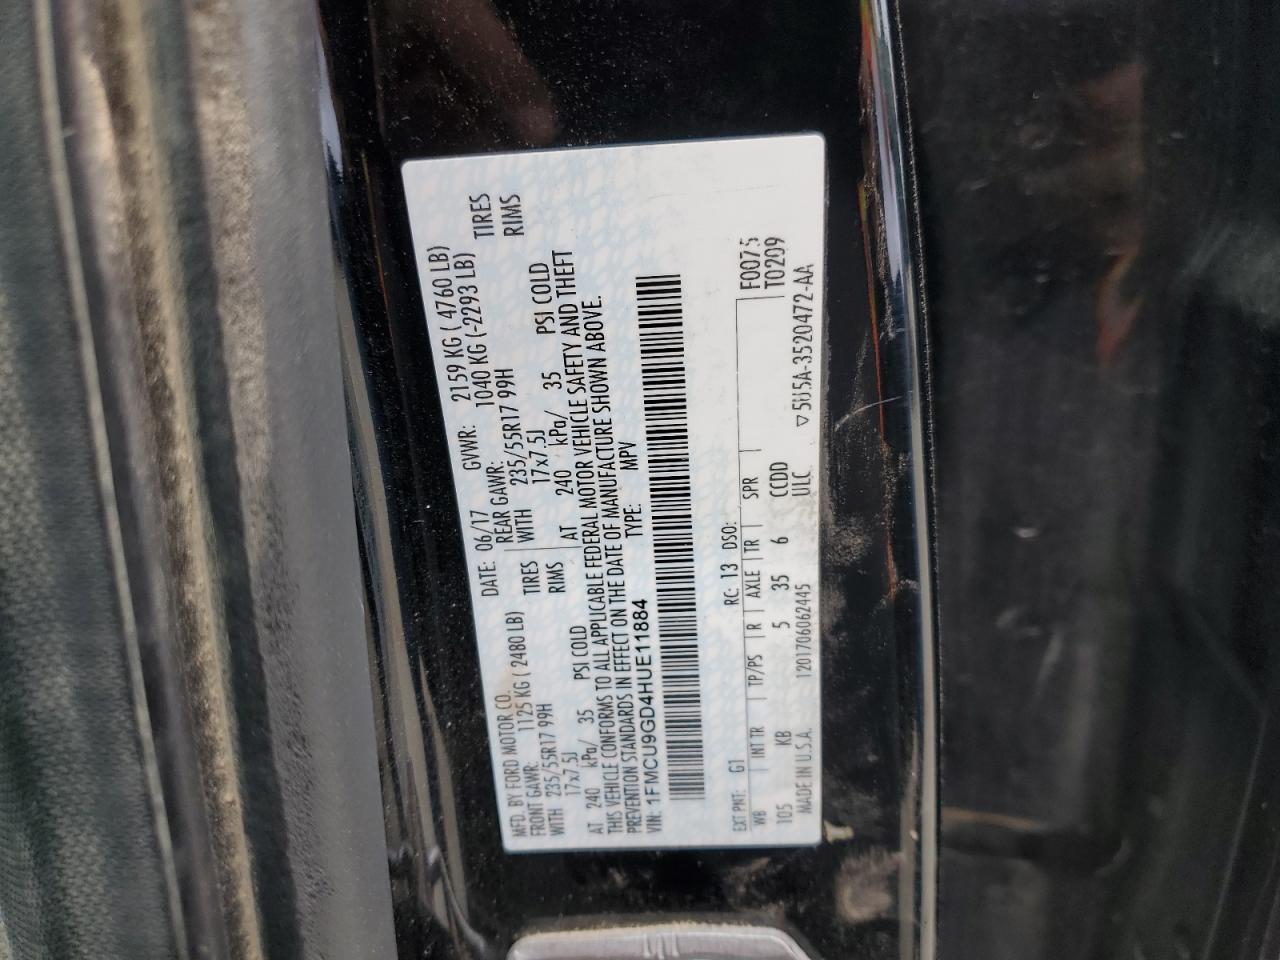 MFD. BY FORD MOTOR CO. DATE: 06/17 GVWR: 2159 KG ( 4760 LB)
FRONT GAWR: 1125 KG ( 2480 LB) REAR GAWR: 1040 KG (-2293 LB)
WITH 235/55R17 99H TIRES WITH 235/55R17 99H TIRES
17x7.5J RIMS 17x7.5J RIMS
AT 240 kPa/ 35 PSI COLD AT 240 kPa/ 35 PSI COLD
THIS VEHICLE CONFORMS TO ALL APPLICABLE FEDERAL MOTOR VEHICLE SAFETY AND THEFT
PREVENTION STANDARDS IN EFFECT ON THE DATE OF MANUFACTURE SHOWN ABOVE.
VIN: 1FMCU9GD4HUE11884 TYPE: MPV
EXT PNT: G1 RC: 13 DSO: F0075
WB INT TR TP/PS R AXLE TR SPR T0209
105 KB 5 35 6 CCDD
MADE IN U.S.A. 1201706062445 ULC ▽5U5A-3520472-AA